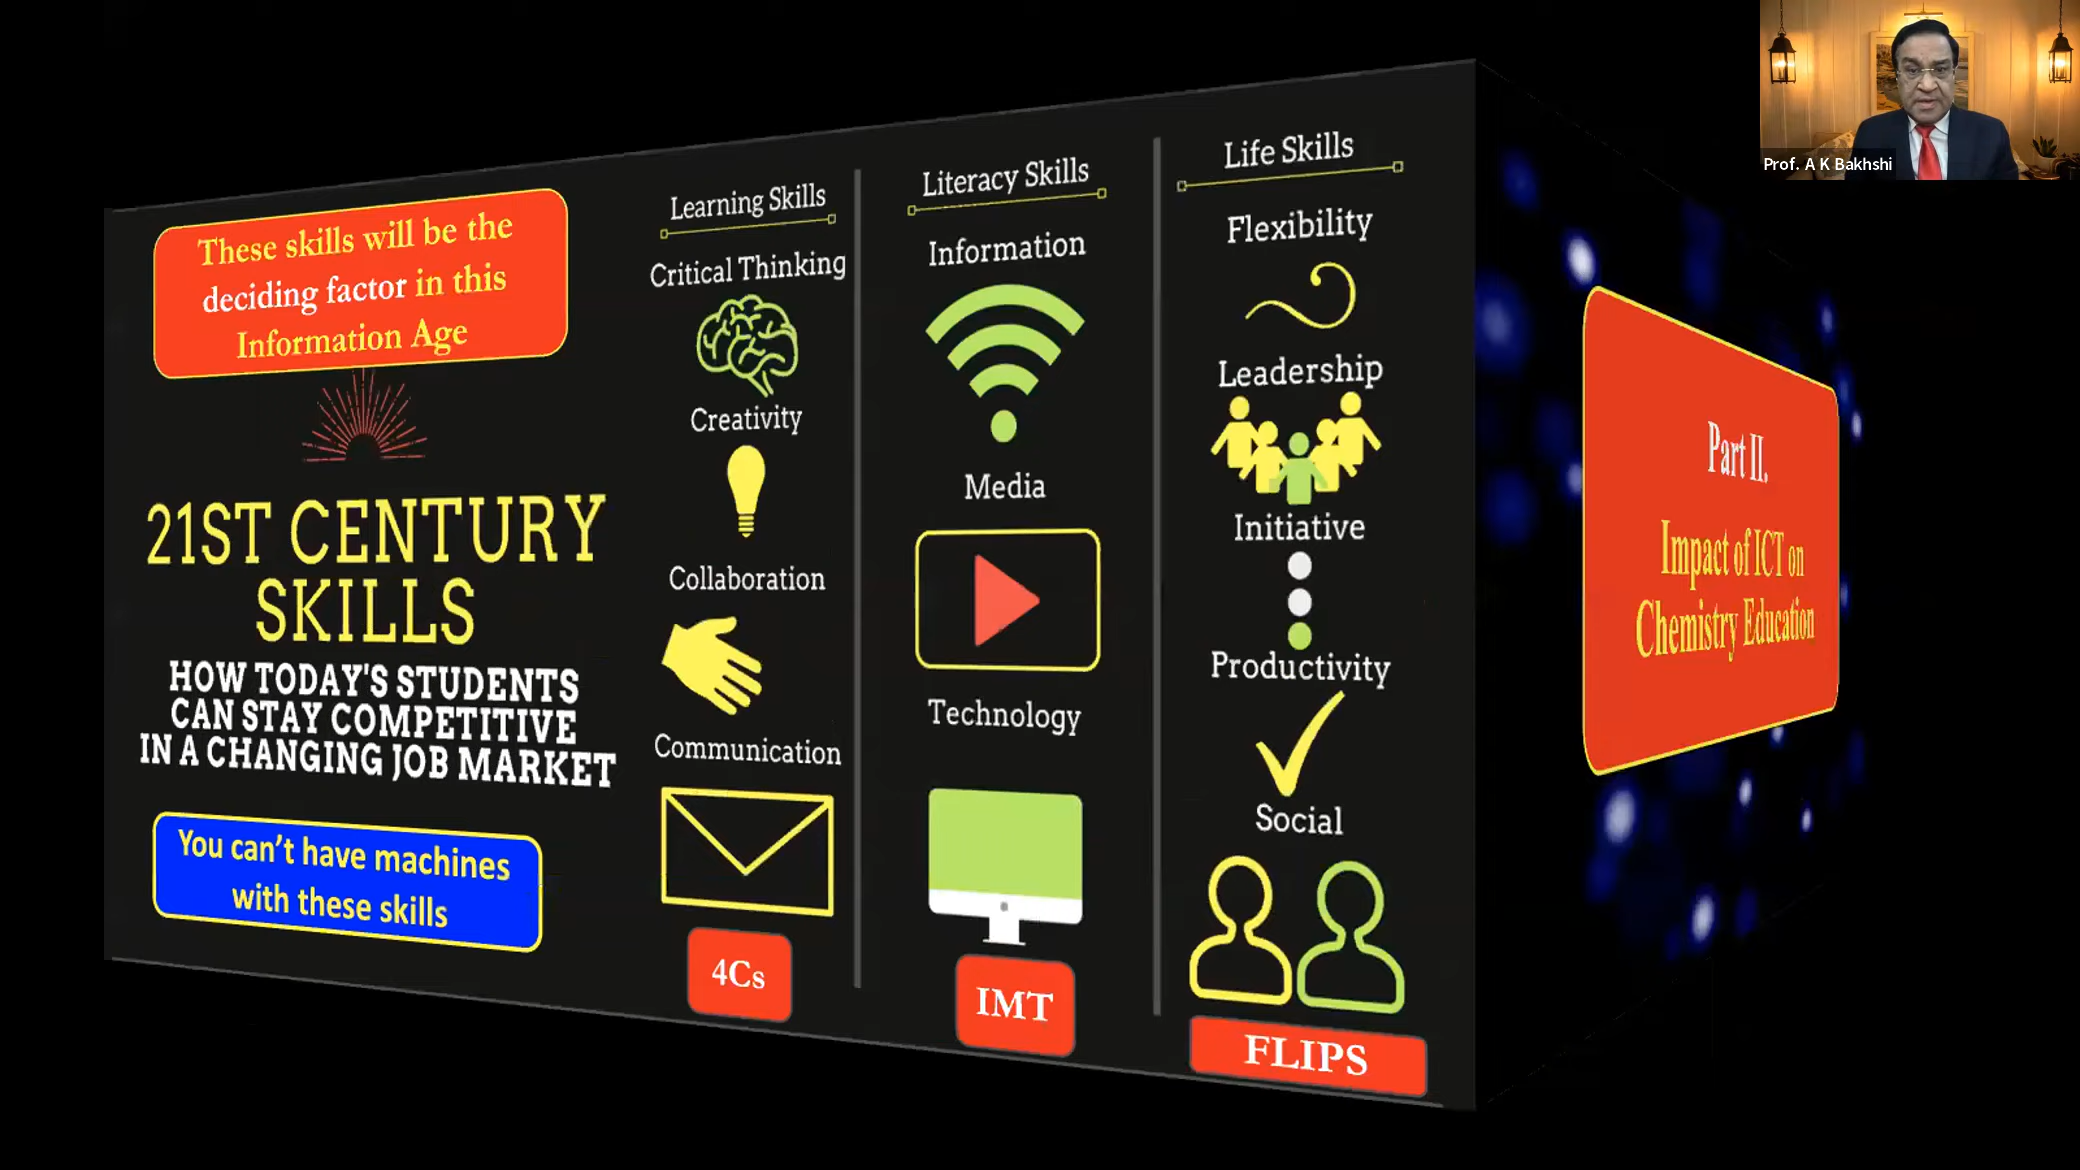 These skills will be the
deciding factor in this
Information Age
21ST CENTURY
SKILLS
HOW TODAY'S STUDENTS
CAN STAY COMPETITIVE
IN A CHANGING JOB MARKET
You can't have machines
with these skills
Learning Skills
Critical Thinking
Creativity
Collaboration
Communication
4Cs
Literacy Skills
Information
Media
Technology
IMT
Life Skills
Flexibility
Leadership
Initiative
Productivity
Social
FLIPS
Part II.
Impact of ICT on
Chemistry Education
Prof. A K Bakhshi